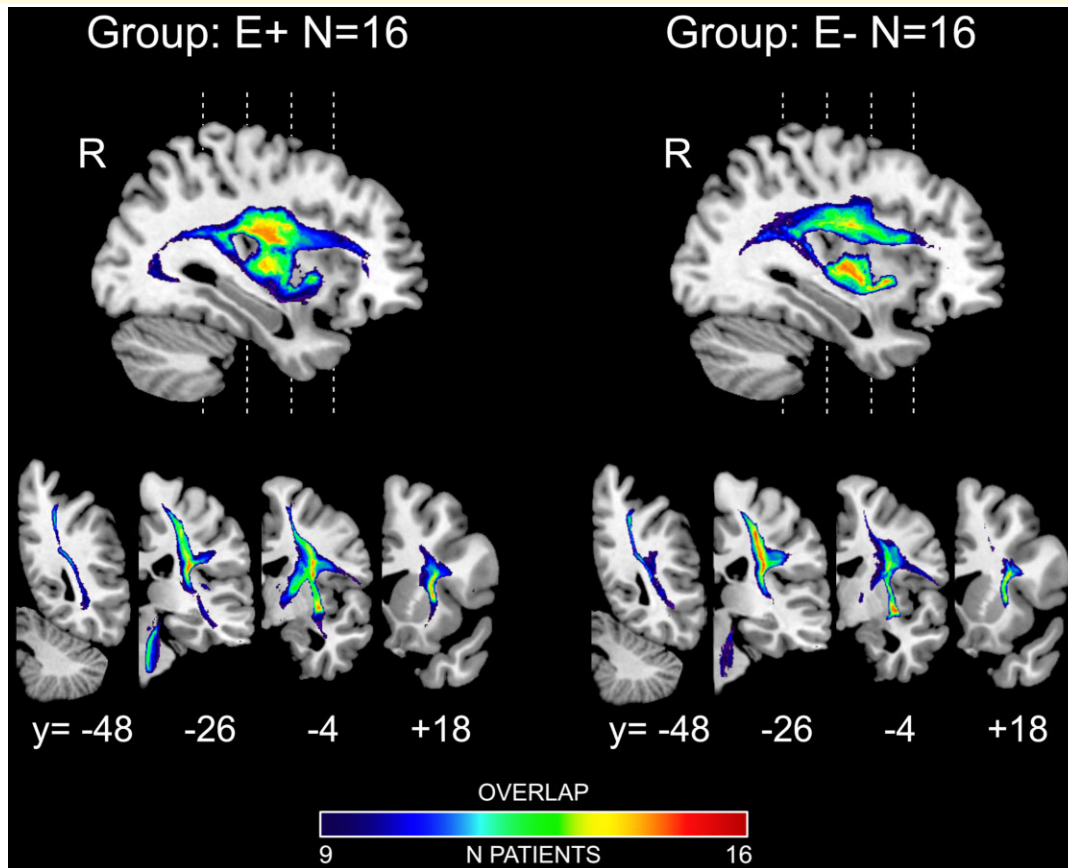 Group: E+ N=16
Group: E- N=16
R
R
y= -48 -26 -4 +18
-48 -26 -4 +18
OVERLAP
9 N PATIENTS 16